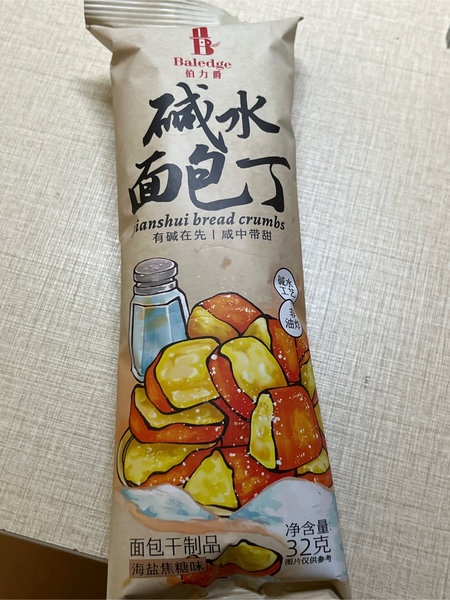 Baledge
伯力爵
碱水
面包丁
jianshui bread crumbs
有碱在先 | 咸中带甜
碱水
工艺
非
油炸
面包干制品
海盐焦糖味
净含量:
32克
图片仅供参考